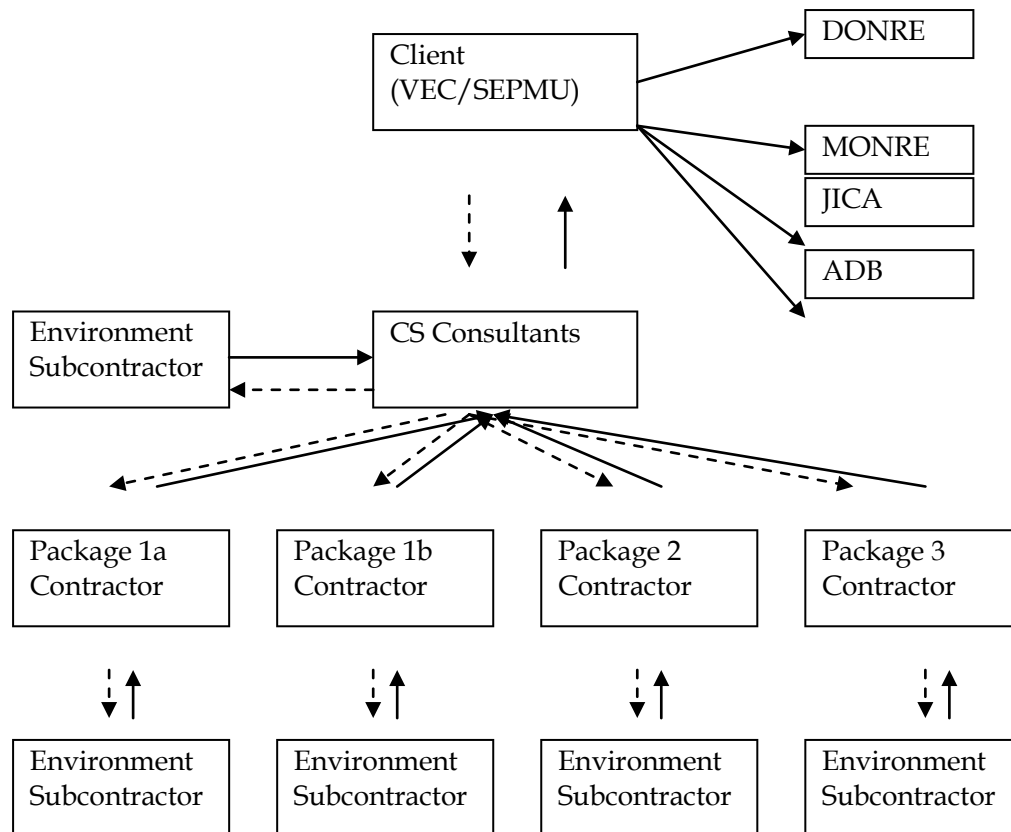 DONRE
Client
(VEC/SEPMU)
MONRE
JICA
ADB
Environment
Subcontractor
CS Consultants
Package 1a
Contractor
Package 1b
Contractor
Package 2
Contractor
Package 3
Contractor
Environment
Subcontractor
Environment
Subcontractor
Environment
Subcontractor
Environment
Subcontractor